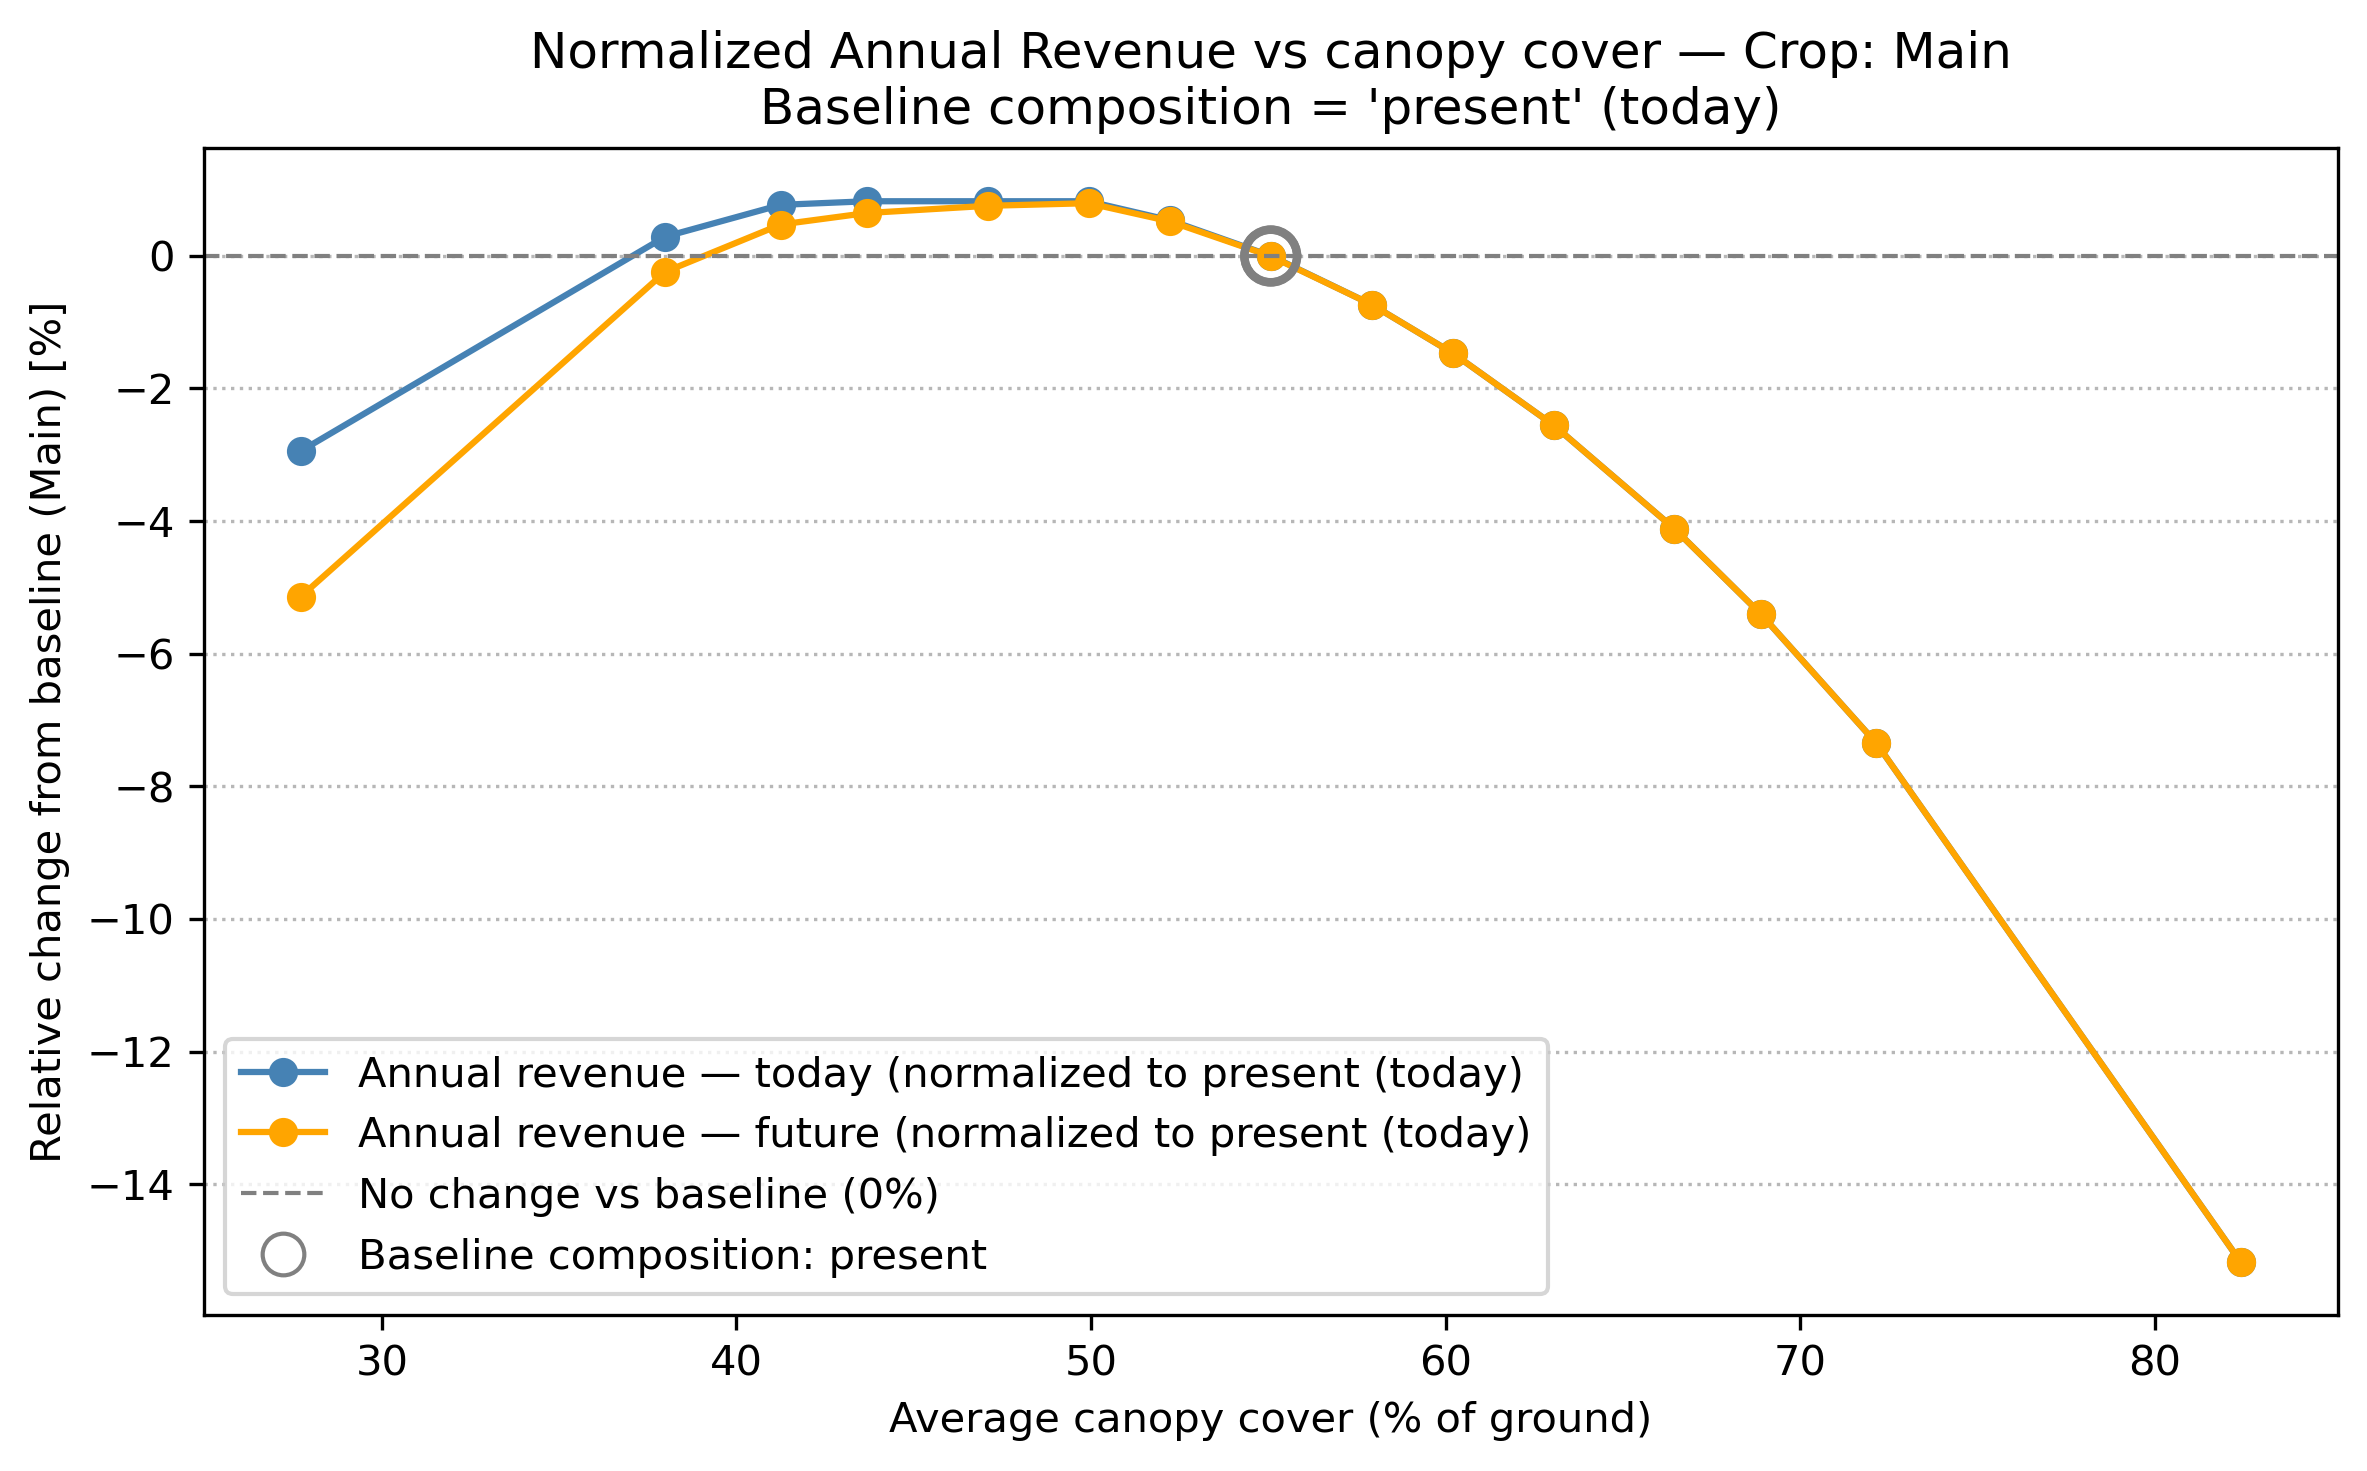 Normalized Annual Revenue vs canopy cover — Crop: Main
Baseline composition = 'present' (today)
Relative change from baseline (Main) [%]
0
−2
−4
−6
−8
−10
−12
−14
Annual revenue — today (normalized to present (today)
Annual revenue — future (normalized to present (today)
No change vs baseline (0%)
Baseline composition: present
30
40
50
60
70
80
Average canopy cover (% of ground)